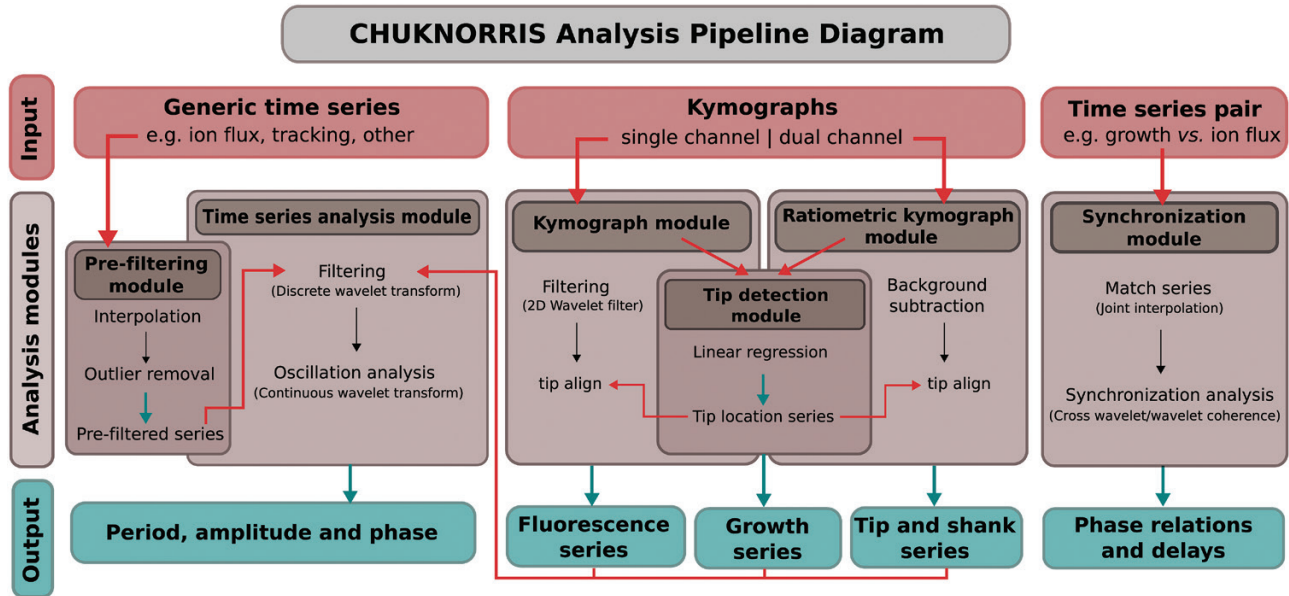 CHUKNORRIS Analysis Pipeline Diagram
Input
Generic time series
e.g. ion flux, tracking, other
Kymographs
single channel | dual channel
Time series pair
e.g. growth vs. ion flux
Analysis modules
Pre-filtering
module
Interpolation
Outlier removal
Pre-filtered series
Time series analysis module
Filtering
(Discrete wavelet transform)
Oscillation analysis
(Continuous wavelet transform)
Kymograph module
Filtering
(2D Wavelet filter)
tip align
Tip detection
module
Linear regression
Tip location series
Ratiometric kymograph
module
Background
subtraction
tip align
Synchronization
module
Match series
(Joint interpolation)
Synchronization analysis
(Cross wavelet/wavelet coherence)
Output
Period, amplitude and phase
Fluorescence
series
Growth
series
Tip and shank
series
Phase relations
and delays